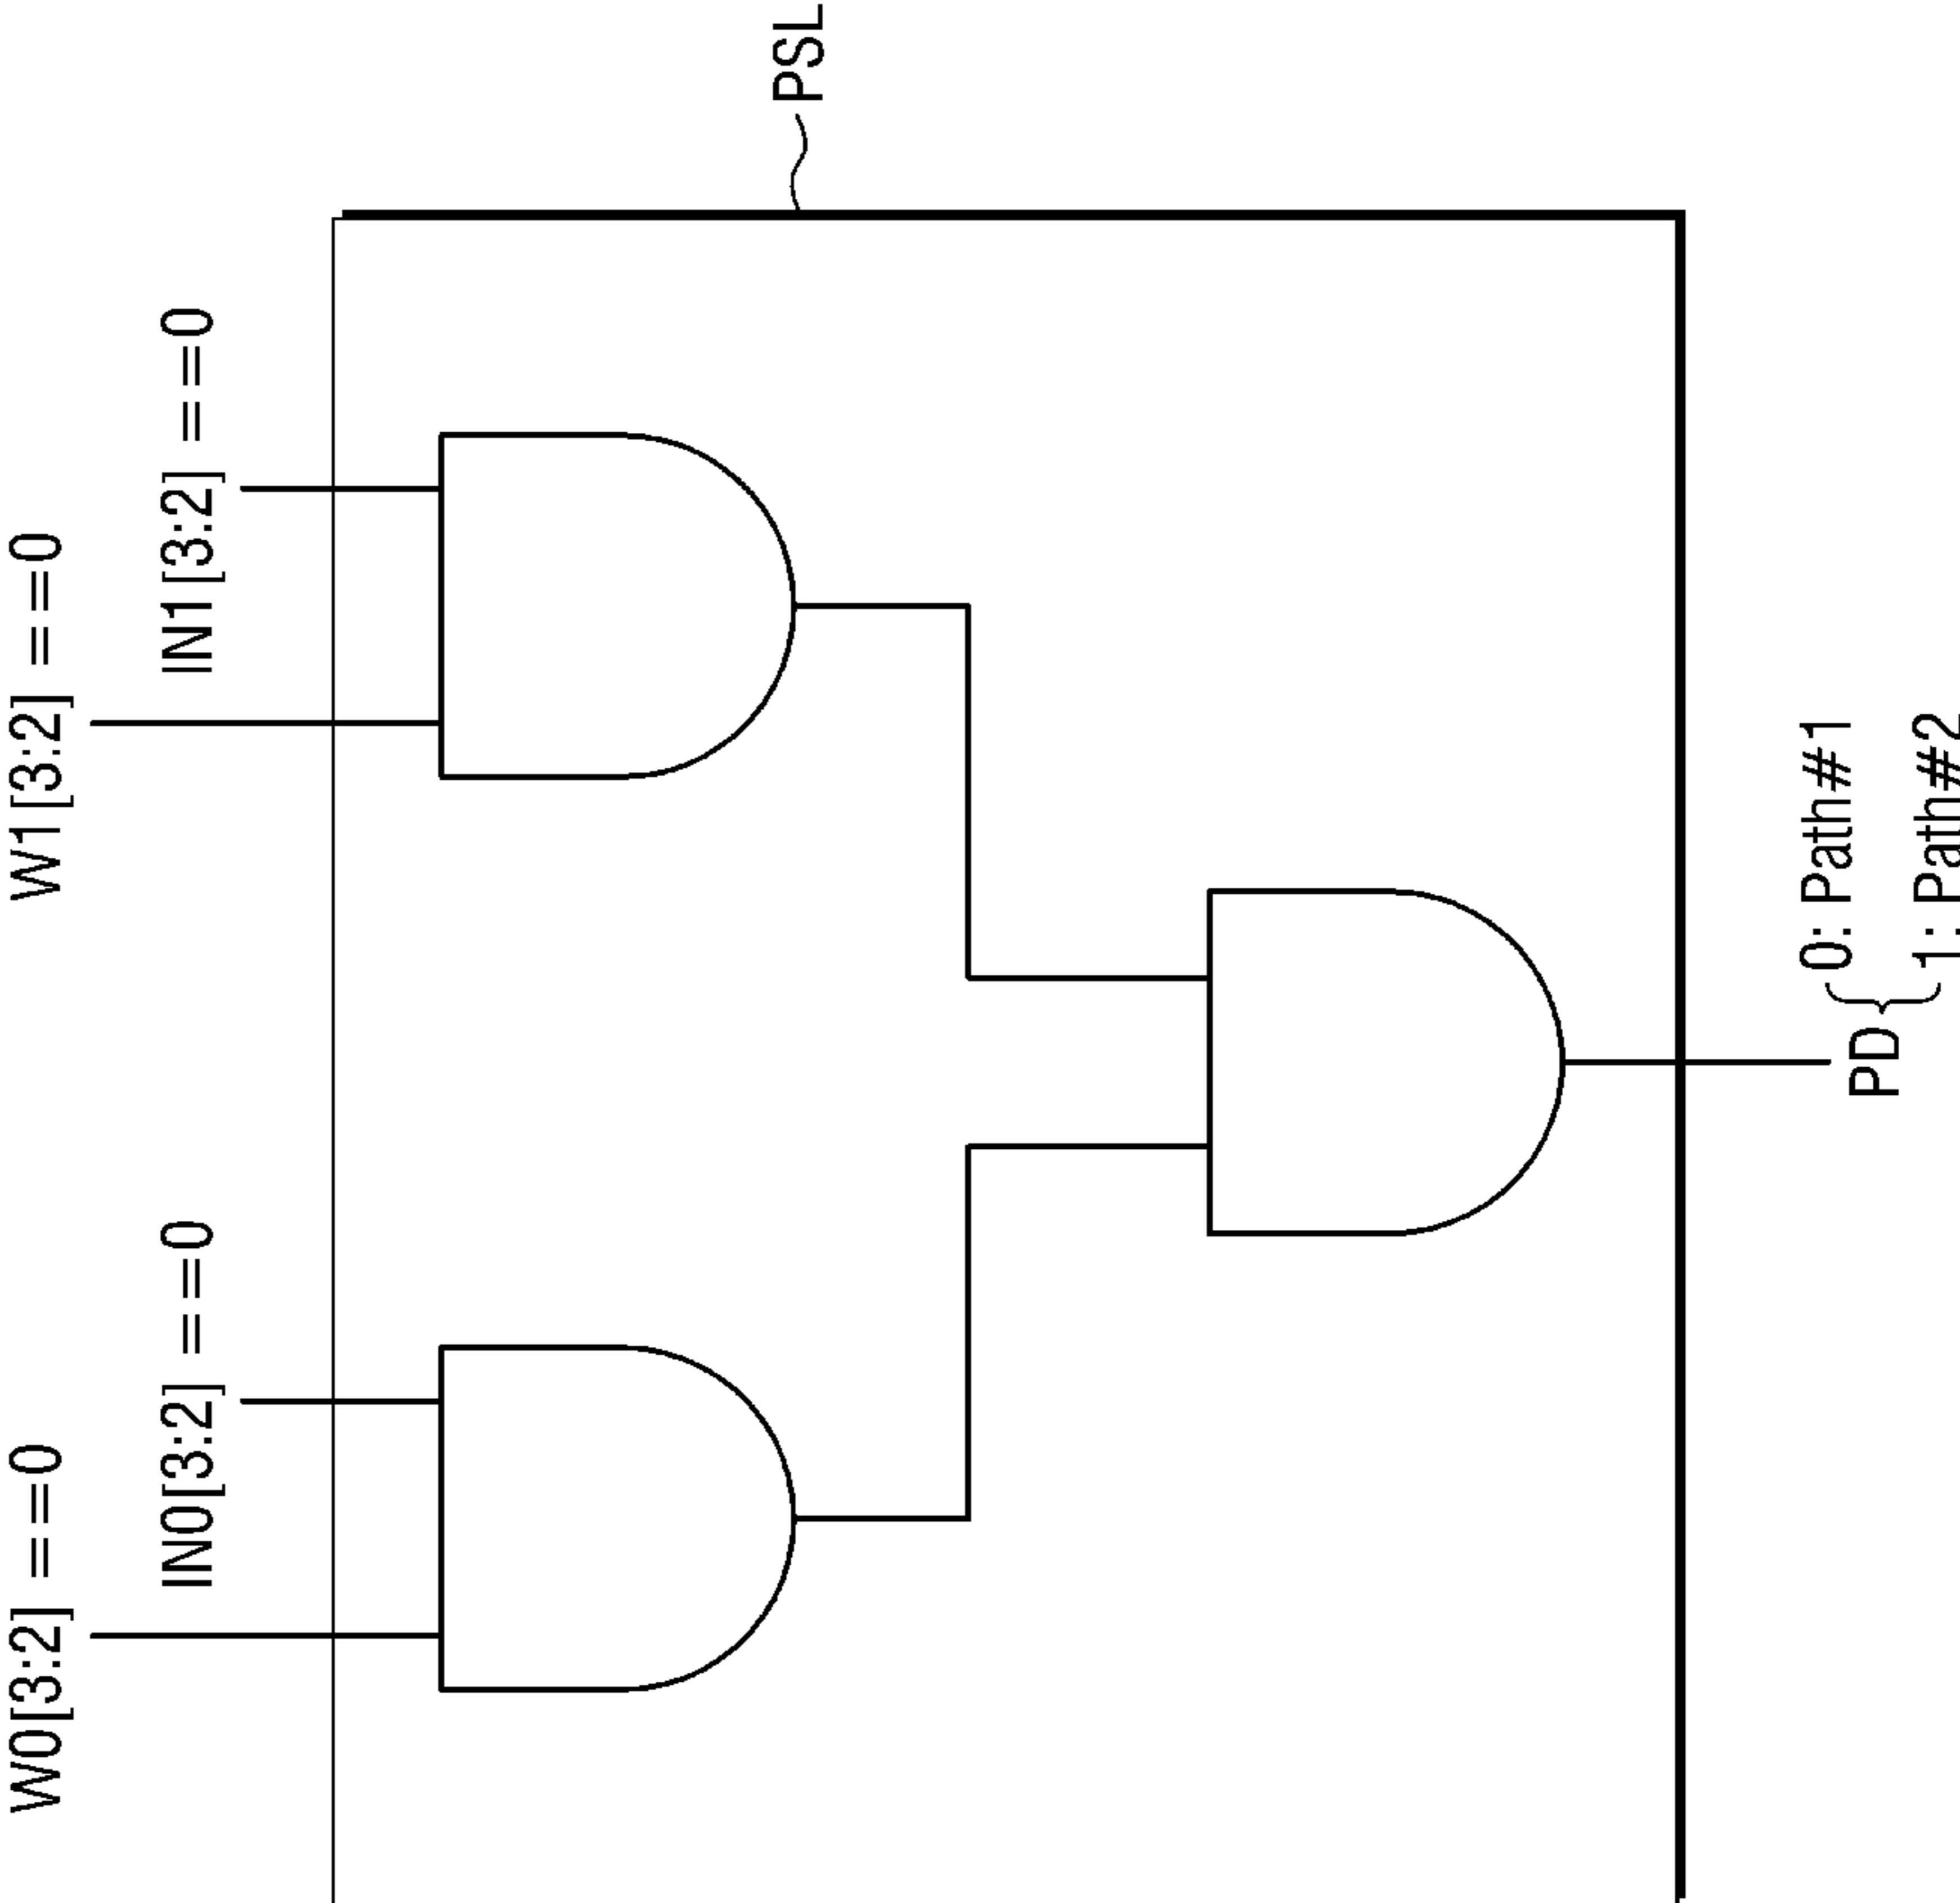 W0[3:2] ==0
IN0[3:2] ==0
W1[3:2] ==0
IN1[3:2] ==0
PSL
PD
0: Path#1
1: Path#2